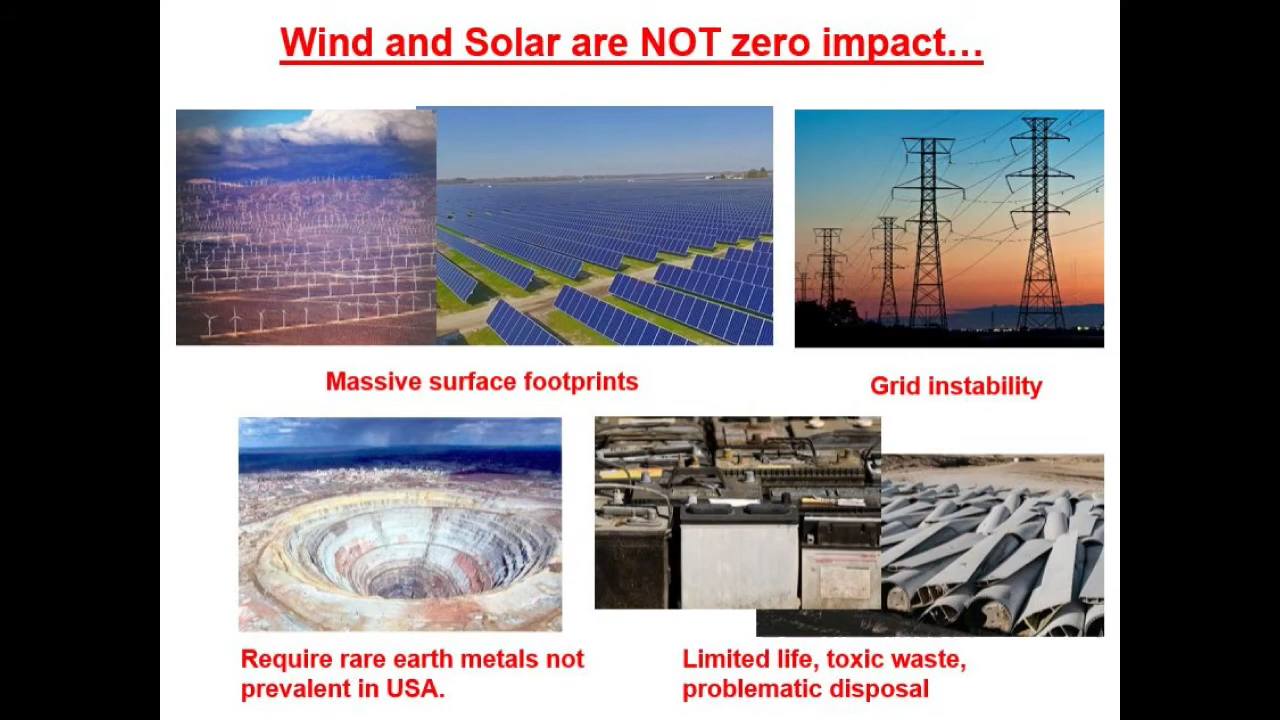 Wind and Solar are NOT zero impact…
Massive surface footprints
Grid instability
Require rare earth metals not
prevalent in USA.
Limited life, toxic waste,
problematic disposal